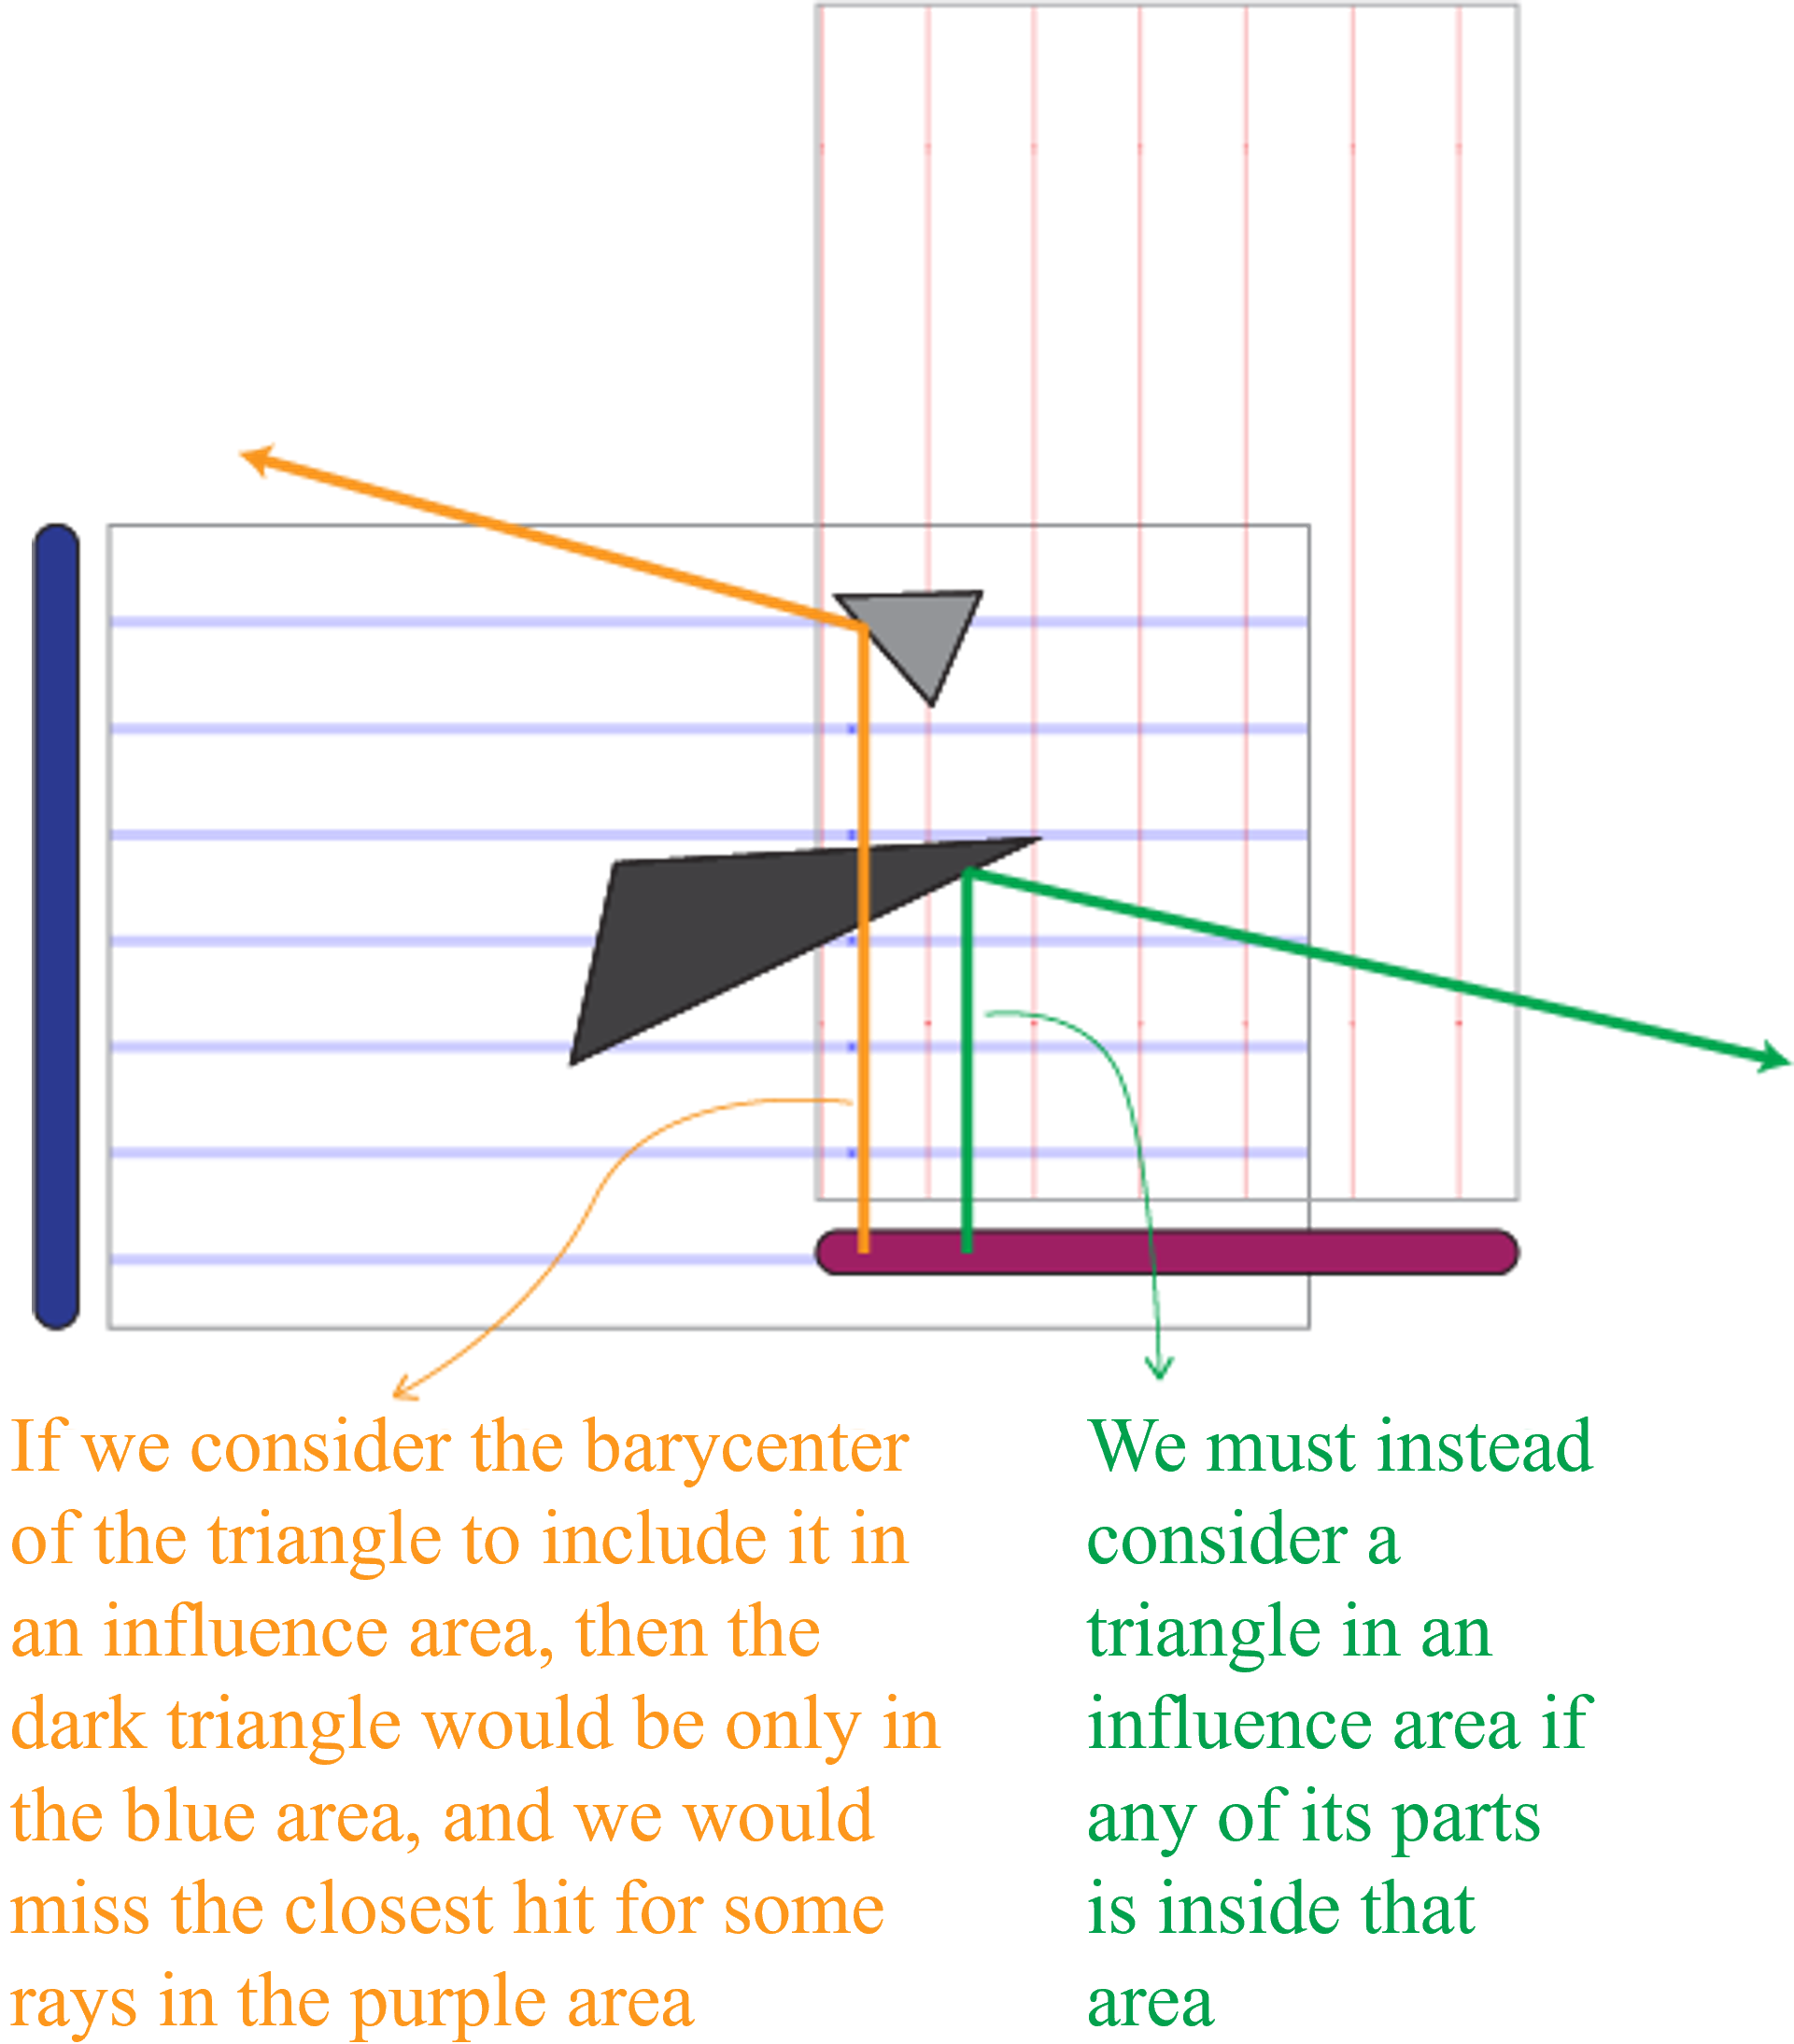 If we consider the barycenter
of the triangle to include it in
an influence area, then the
dark triangle would be only in
the blue area, and we would
miss the closest hit for some
rays in the purple area
We must instead
consider a
triangle in an
influence area if
any of its parts
is inside that
area